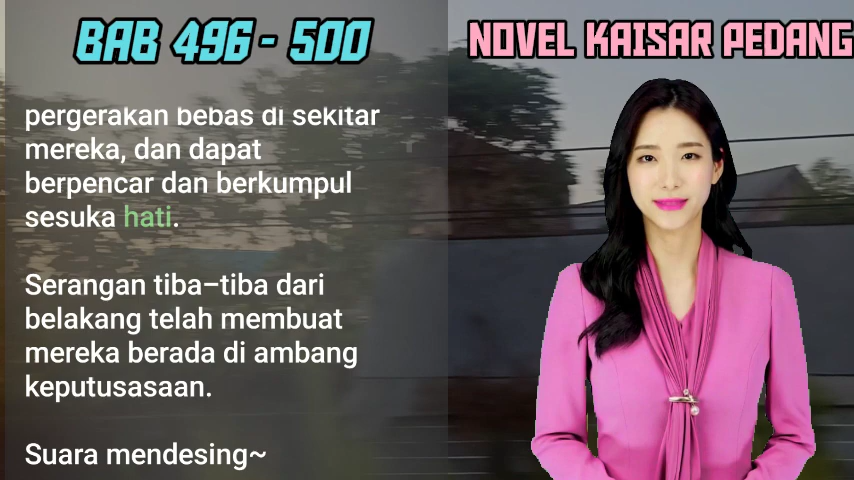 BAB 496 - 500
NOVEL KAISAR PEDANG
pergerakan bebas di sekitar
mereka, dan dapat
berpencar dan berkumpul
sesuka hati.
Serangan tiba–tiba dari
belakang telah membuat
mereka berada di ambang
keputusasaan.
Suara mendesing~